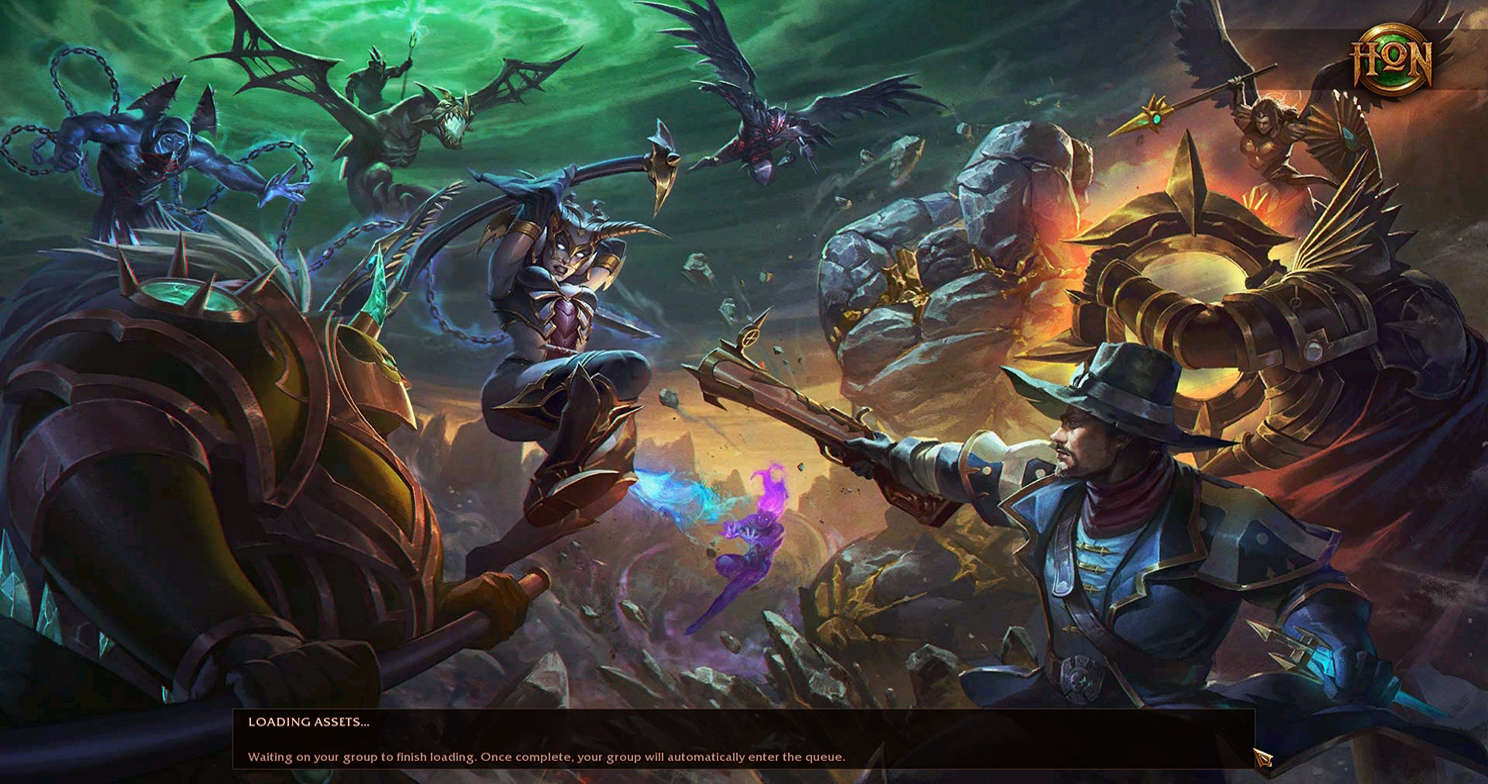 HON
LOADING ASSETS...
Waiting on your group to finish loading. Once complete, your group will automatically enter the queue.